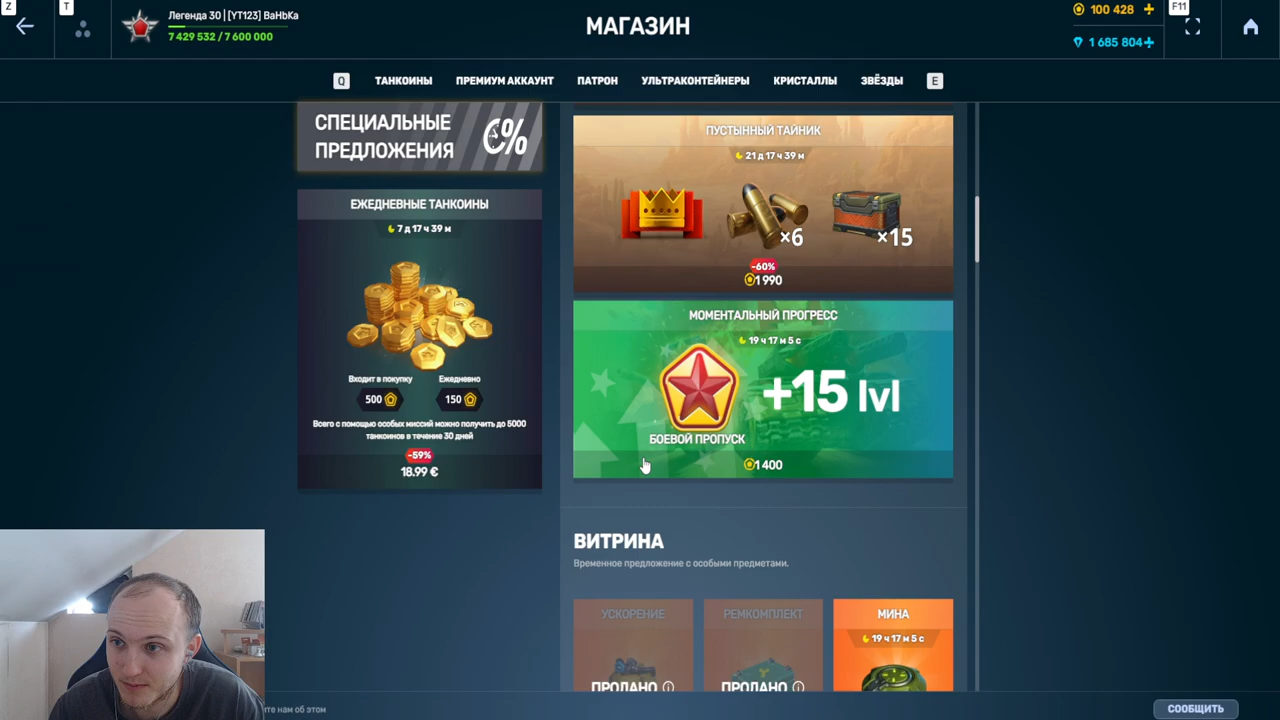 Z
T
Легенда 30 | [YT123] BaHbKa
7 429 532 / 7 600 000
МАГАЗИН
100 428 +
F11
1 685 804+
Q
ТАНКОИНЫ
ПРЕМИУМ АККАУНТ
ПАТРОН
УЛЬТРАКОНТЕЙНЕРЫ
КРИСТАЛЛЫ
ЗВЁЗДЫ
E
СПЕЦИАЛЬНЫЕ
ПРЕДЛОЖЕНИЯ
%
ЕЖЕДНЕВНЫЕ ТАНКОИНЫ
7 д 17 ч 39 м
Входит в покупку
Ежедневно
500
150
Всего с помощью особых миссий можно получить до 5000
танкоинов в течение 30 дней
-59%
18.99 €
ПУСТЫННЫЙ ТАЙНИК
21 д 17 ч 39 м
×6
×15
-60%
1 990
МОМЕНТАЛЬНЫЙ ПРОГРЕСС
19 ч 17 м 5 с
+15 lvl
БОЕВОЙ ПРОПУСК
1 400
ВИТРИНА
Временное предложение с особыми предметами.
УСКОРЕНИЕ
РЕМКОМПЛЕКТ
МИНА
19 ч 17 м 5 с
ПРОДАНО
ПРОДАНО
те нам об этом
СООБЩИТЬ